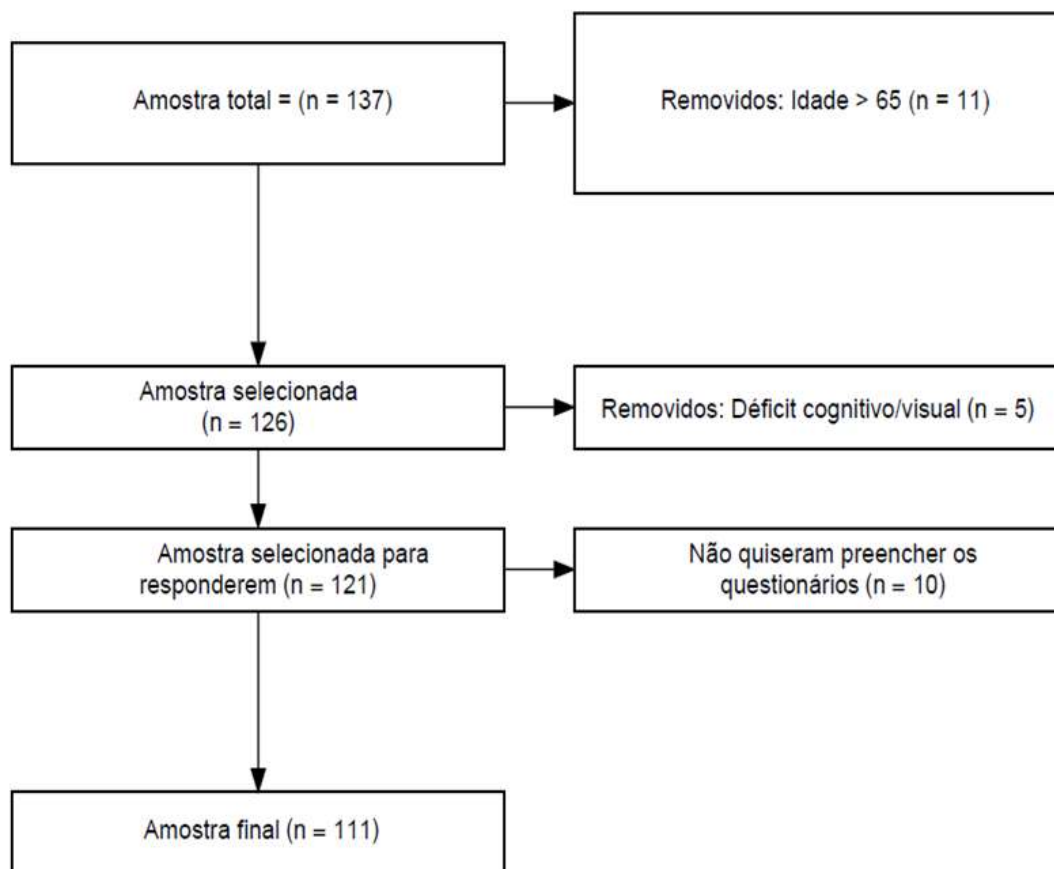 Amostra total = (n = 137)
Removidos: Idade > 65 (n = 11)
Amostra selecionada
(n = 126)
Removidos: Déficit cognitivo/visual (n = 5)
Amostra selecionada para
responderem (n = 121)
Não quiseram preencher os
questionários (n = 10)
Amostra final (n = 111)